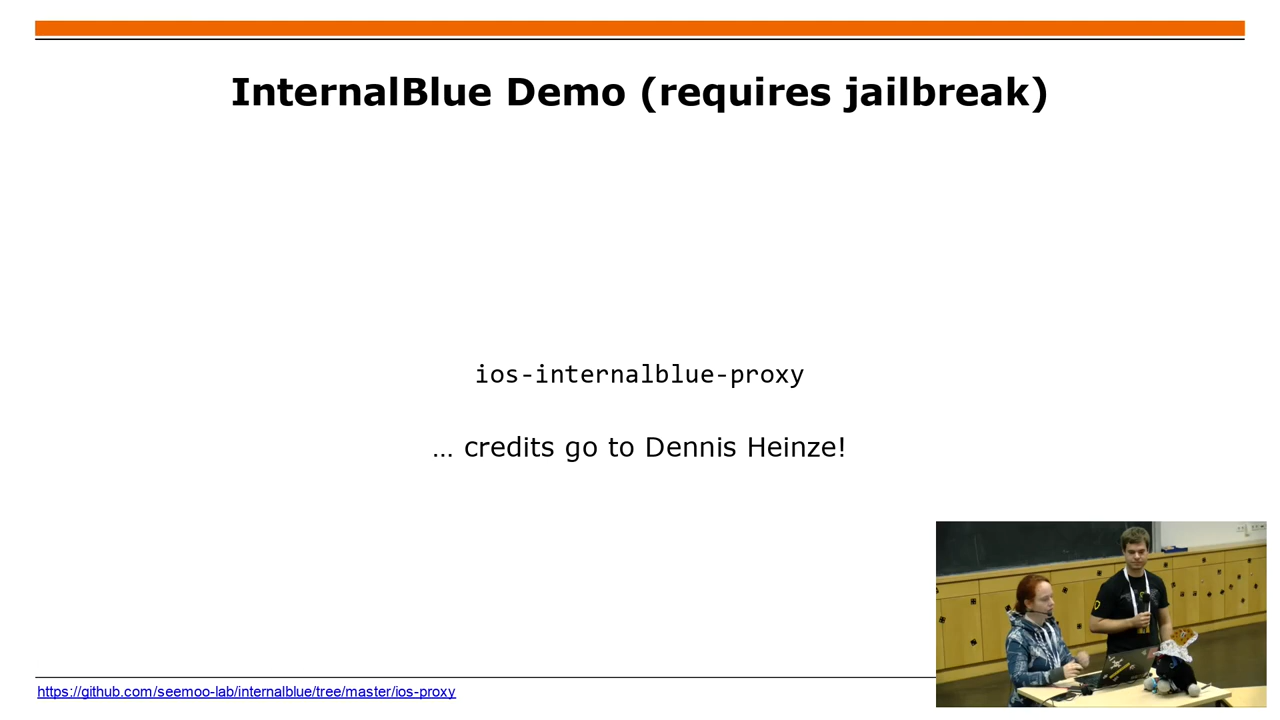 InternalBlue Demo (requires jailbreak)
ios-internalblue-proxy
… credits go to Dennis Heinze!
https://github.com/seemoo-lab/internalblue/tree/master/ios-proxy